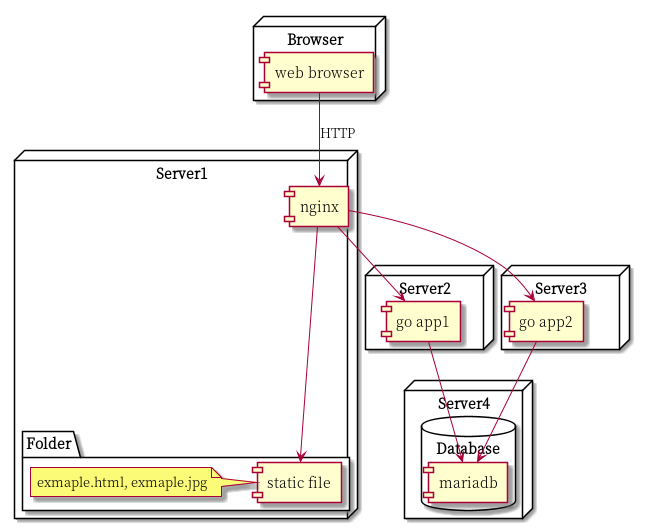 Browser
web browser
HTTP
Server1
nginx
Server2
Server3
go app1
go app2
Server4
Folder
Database
exmaple.html, exmaple.jpg
static file
mariadb